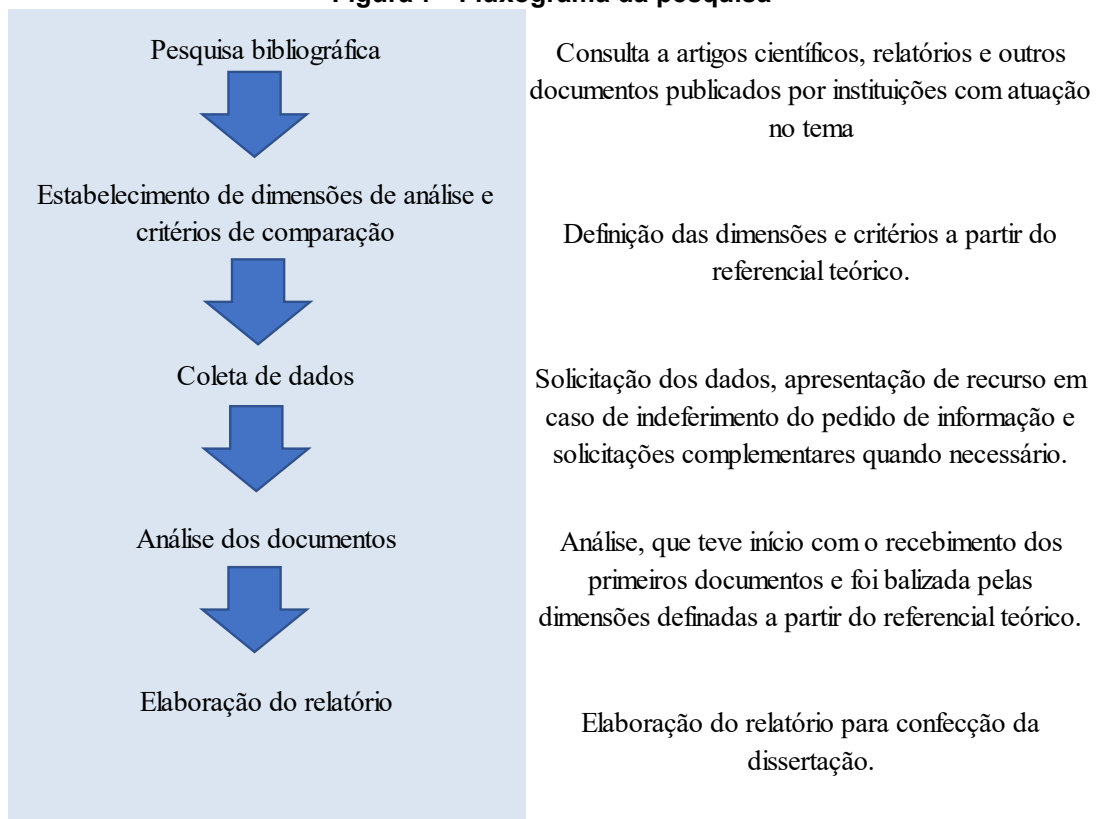 Pesquisa bibliográfica
Consulta a artigos científicos, relatórios e outros
documentos publicados por instituições com atuação
no tema
Estabelecimento de dimensões de análise e
critérios de comparação
Definição das dimensões e critérios a partir do
referencial teórico.
Coleta de dados
Solicitação dos dados, apresentação de recurso em
caso de indeferimento do pedido de informação e
solicitações complementares quando necessário.
Análise dos documentos
Análise, que teve início com o recebimento dos
primeiros documentos e foi balizada pelas
dimensões definadas a partir do referencial teórico.
Elaboração do relatório
Elaboração do relatório para confecção da
dissertação.